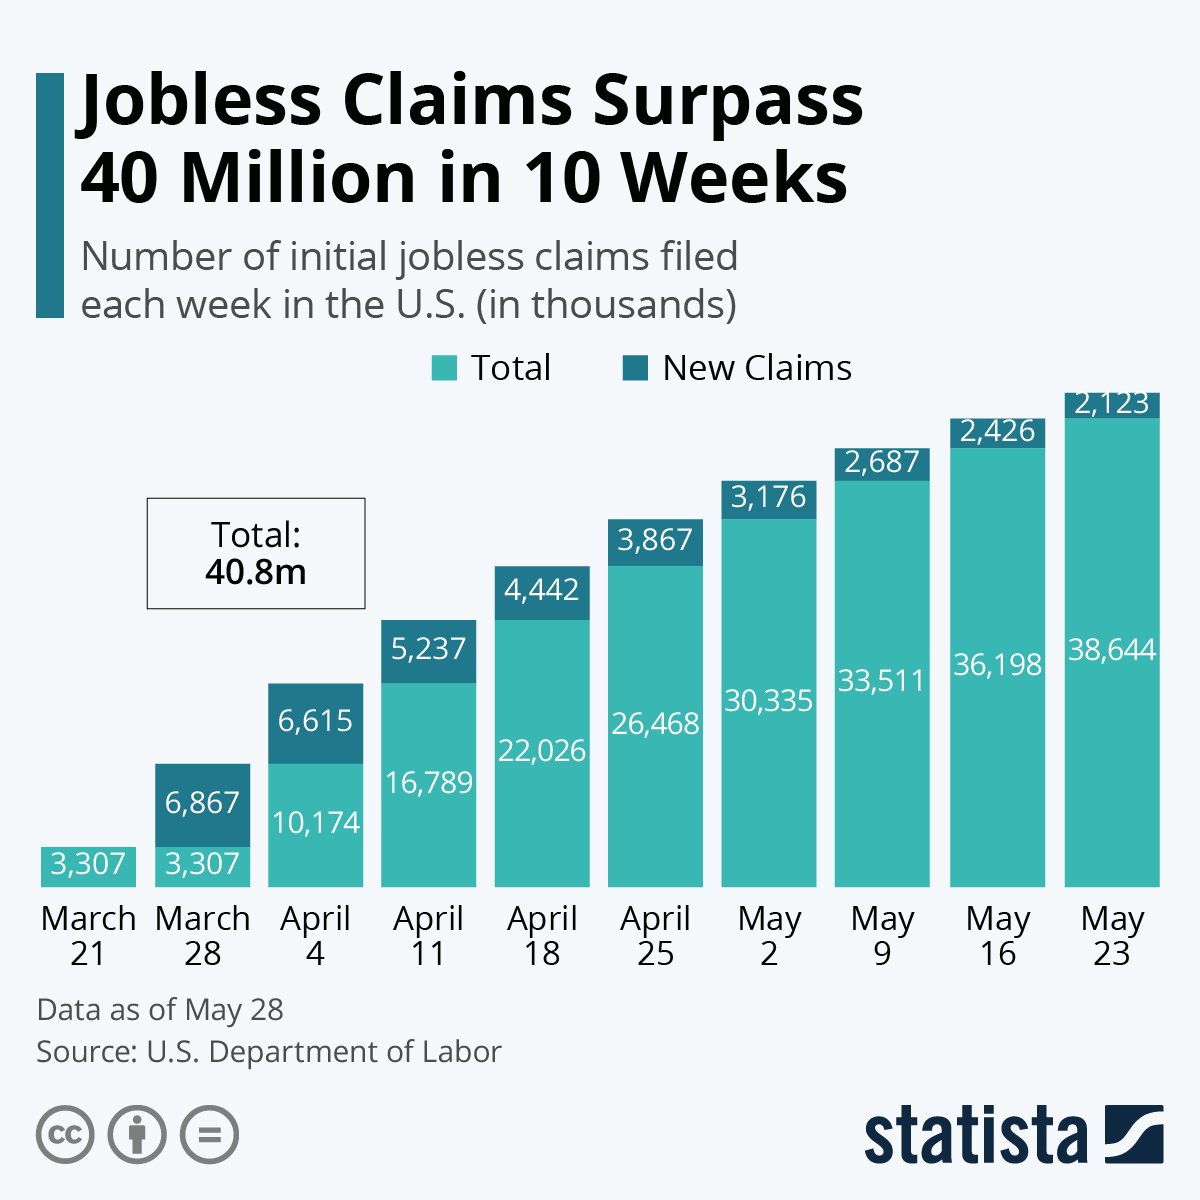 Jobless Claims Surpass
40 Million in 10 Weeks
Number of initial jobless claims filed
each week in the U.S. (in thousands)
Total
New Claims
Total:
40.8m
3,307
6,867
3,307
6,615
10,174
5,237
16,789
4,442
22,026
3,867
26,468
3,176
30,335
2,687
33,511
2,426
36,198
2,123
38,644
March
21
March
28
April
4
April
11
April
18
April
25
May
2
May
9
May
16
May
23
Data as of May 28
Source: U.S. Department of Labor
cc
statista